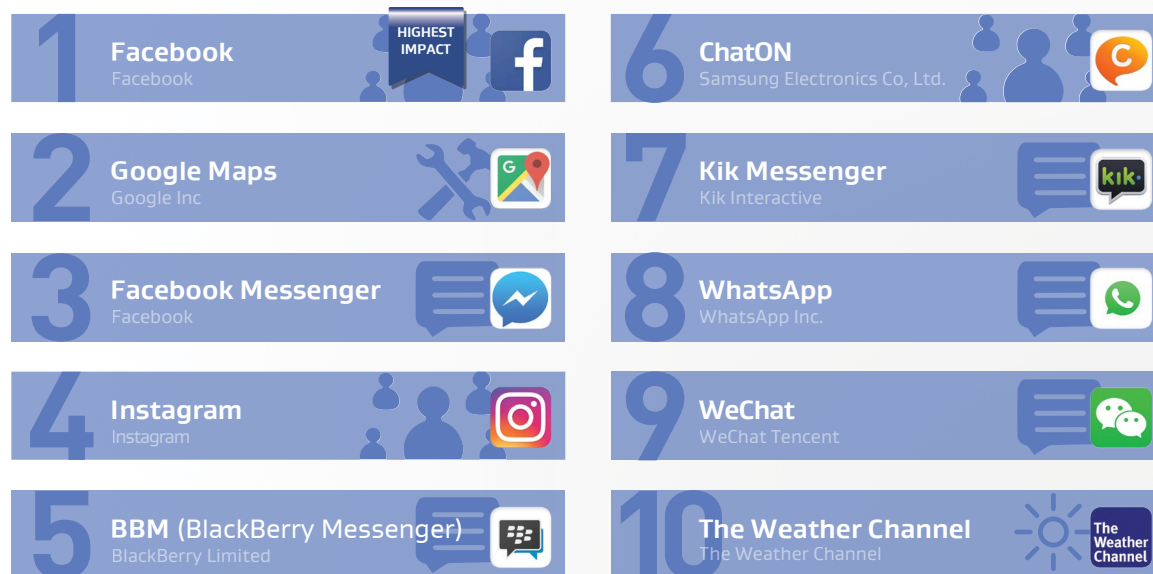 1
HIGHEST
IMPACT
Facebook
Facebook
f
2
Google Maps
Google Inc
G
3
Facebook Messenger
Facebook
4
Instagram
Instagram
5
BBM (BlackBerry Messenger)
BlackBerry Limited
6
ChatON
Samsung Electronics Co, Ltd.
C
7
Kik Messenger
Kik Interactive
kik
8
WhatsApp
WhatsApp Inc.
9
WeChat
WeChat Tencent
10
The Weather Channel
The Weather Channel
The
Weather
Channel